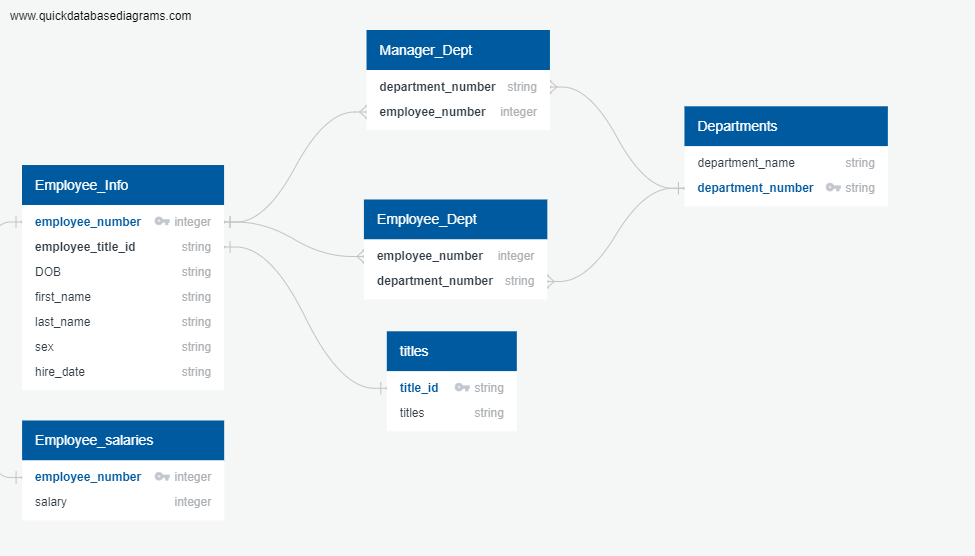 www.quickdatabasediagrams.com
Manager_Dept
department_number string
employee_number integer
Departments
department_name string
department_number string
Employee_Info
employee_number integer
employee_title_id string
DOB string
first_name string
last_name string
sex string
hire_date string
Employee_Dept
employee_number integer
department_number string
titles
title_id string
titles string
Employee_salaries
employee_number integer
salary integer